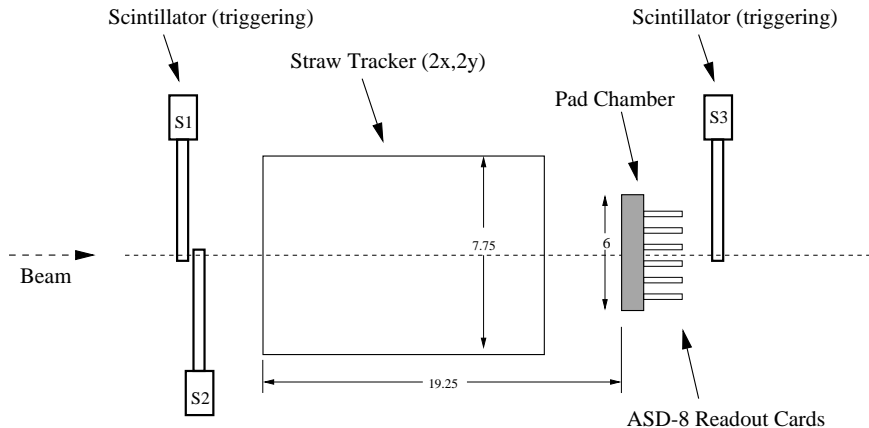 Scintillator (triggering)
Scintillator (triggering)
Straw Tracker (2x,2y)
Pad Chamber
S1
S3
7.75
6
Beam
19.25
S2
ASD-8 Readout Cards